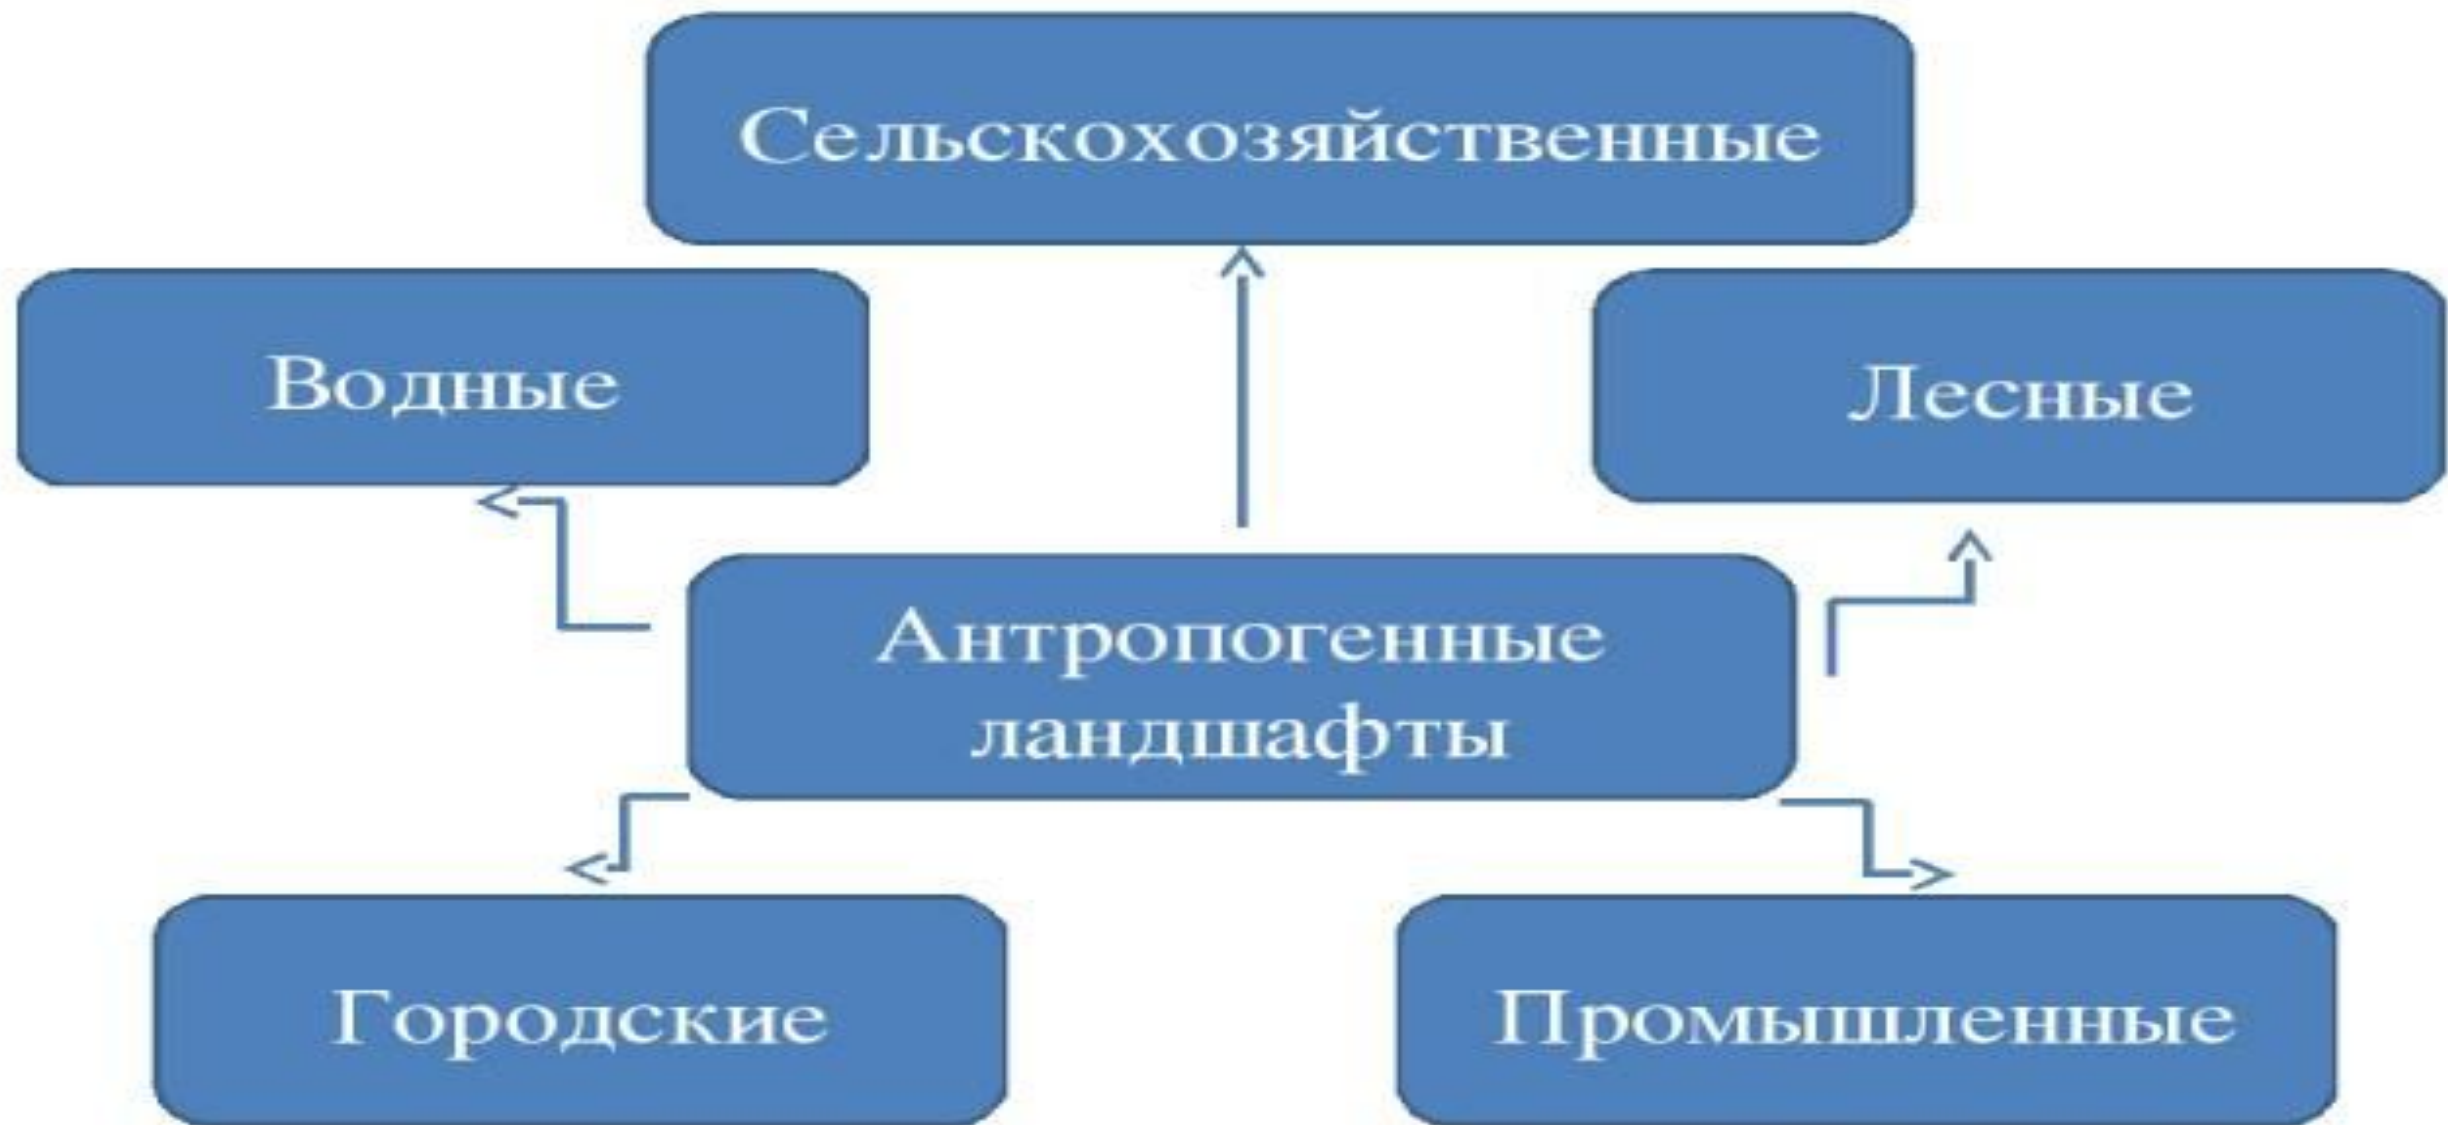 Сельскохозяйственные
Водные
Лесные
Антропогенные
ландшафты
Городские
Промышленные